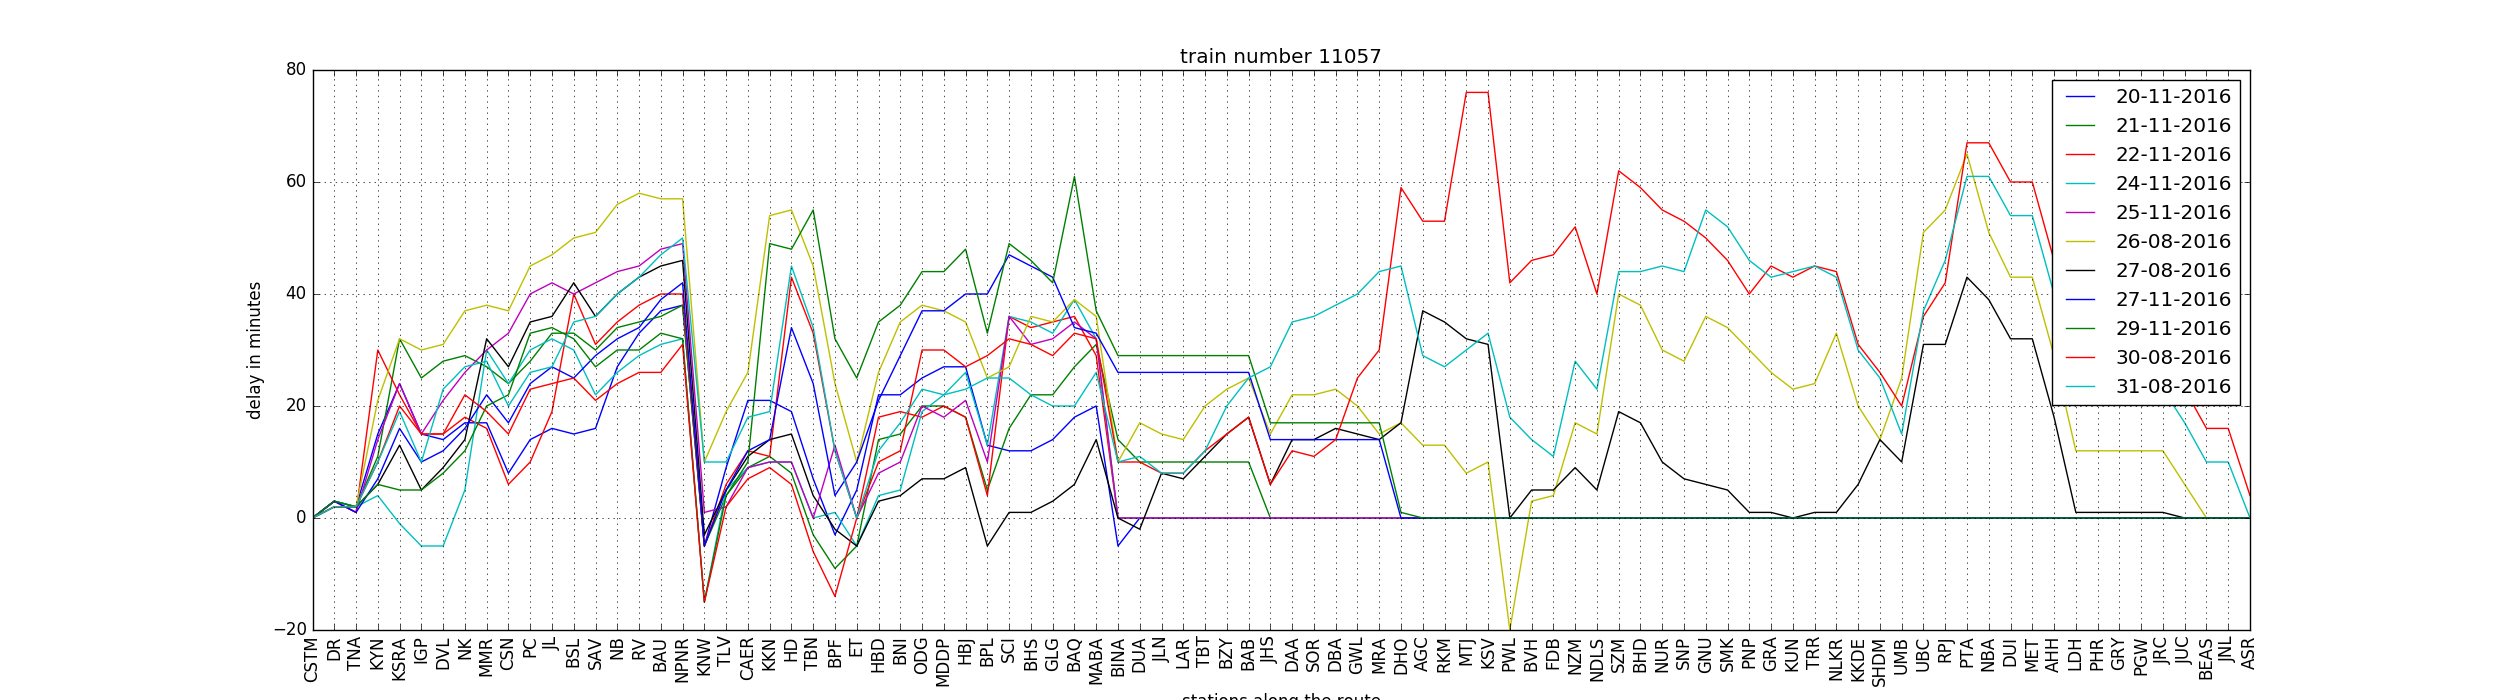 train number 11057
delay in minutes
80
60
40
20
0
−20
20-11-2016
21-11-2016
22-11-2016
24-11-2016
25-11-2016
26-08-2016
27-08-2016
27-11-2016
29-11-2016
30-08-2016
31-08-2016
CSTM
DR
TNA
KYN
KSRA
IGP
DVL
NK
MMR
CSN
PC
JL
BSL
SAV
NB
RV
BAU
NPNR
KNW
TLV
CAER
KKN
HD
TBN
BPF
ET
HBD
BNI
ODG
MDDP
HBJ
BPL
SCI
BHS
GLG
BAQ
MABA
BINA
DUA
JLN
LAR
TBT
BZY
BAB
JHS
DAA
SOR
DBA
GWL
MRA
DHO
AGC
RKM
MTJ
KSV
PWL
BVH
FDB
NZM
NDLS
SZM
BHD
NUR
SNP
GNU
SMK
PNP
GRA
KUN
TRR
NLKR
KKDE
SHDM
UMB
UBC
RPJ
PTA
NBA
DUI
MET
AHH
LDH
PHR
GRY
PGW
JRC
JUC
BEAS
JNL
ASR
stations along the route